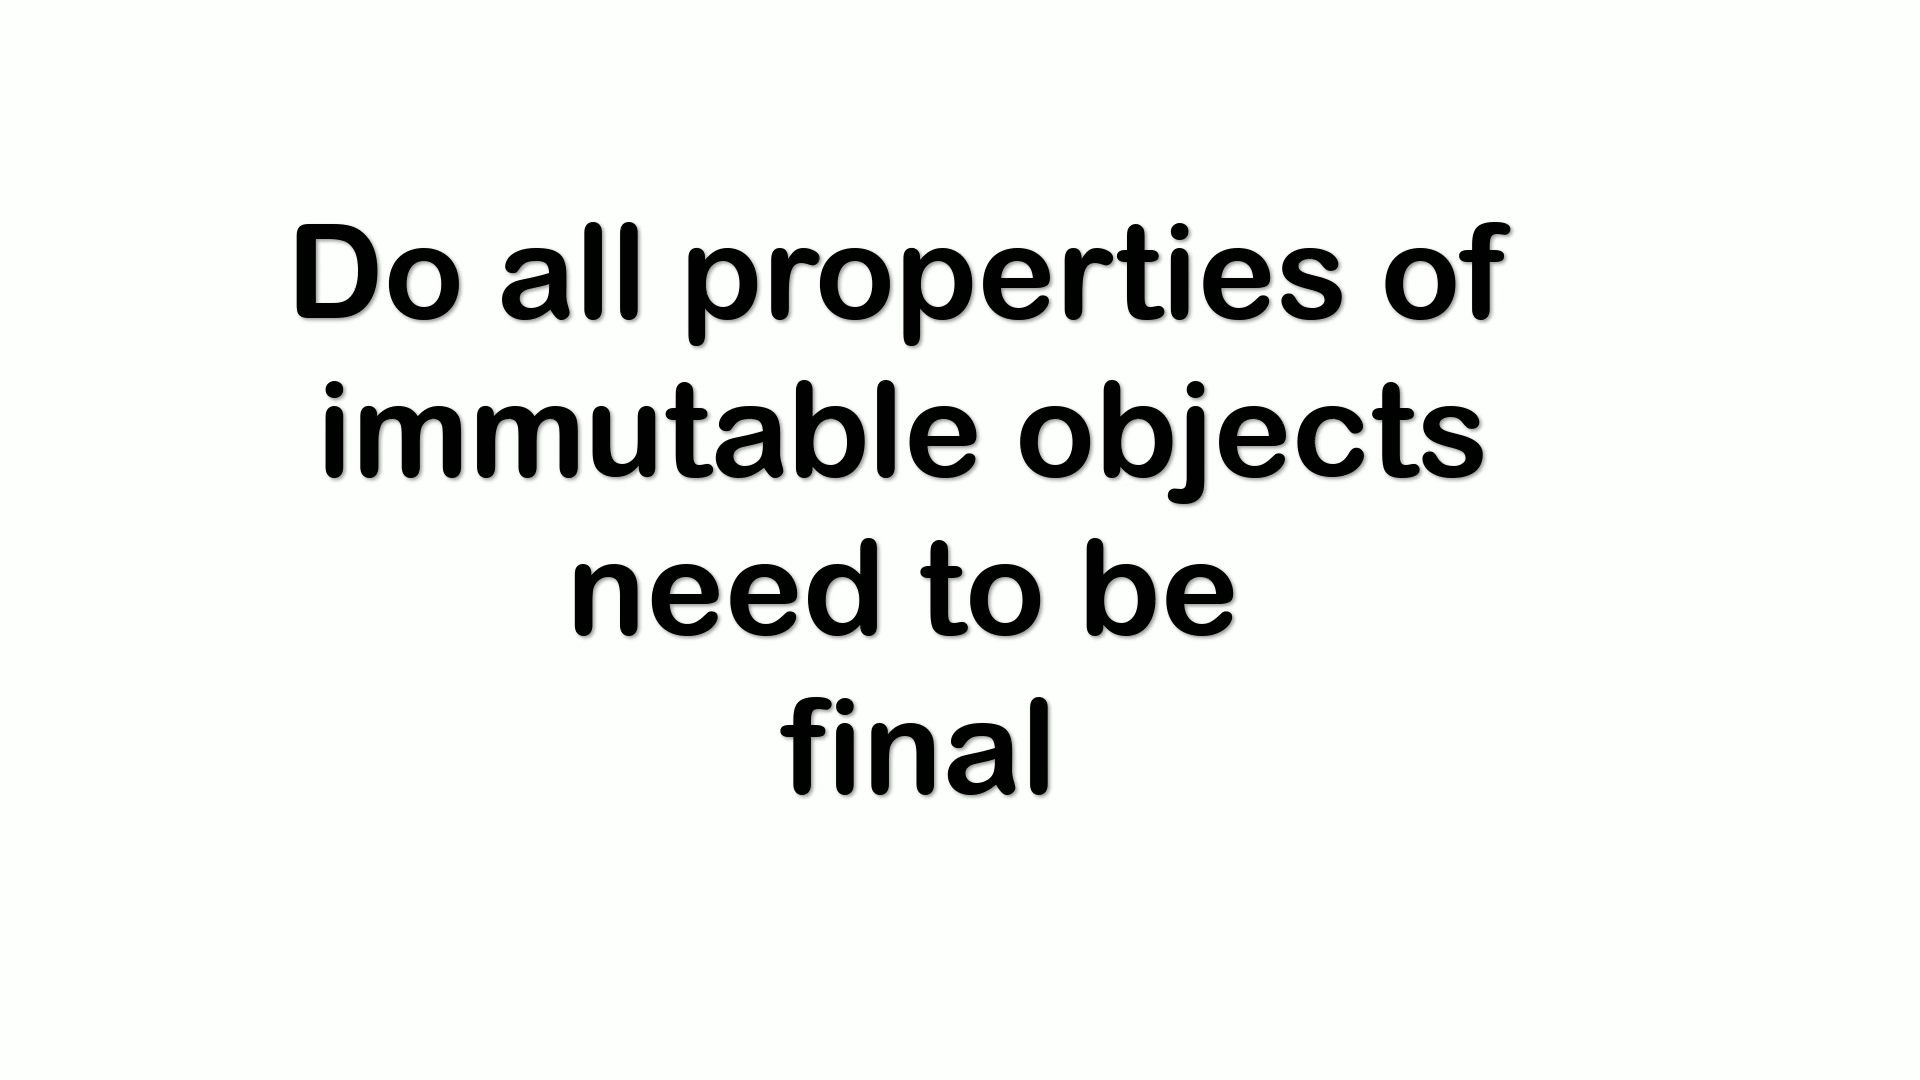 Do all properties of
immutable objects
need to be
final